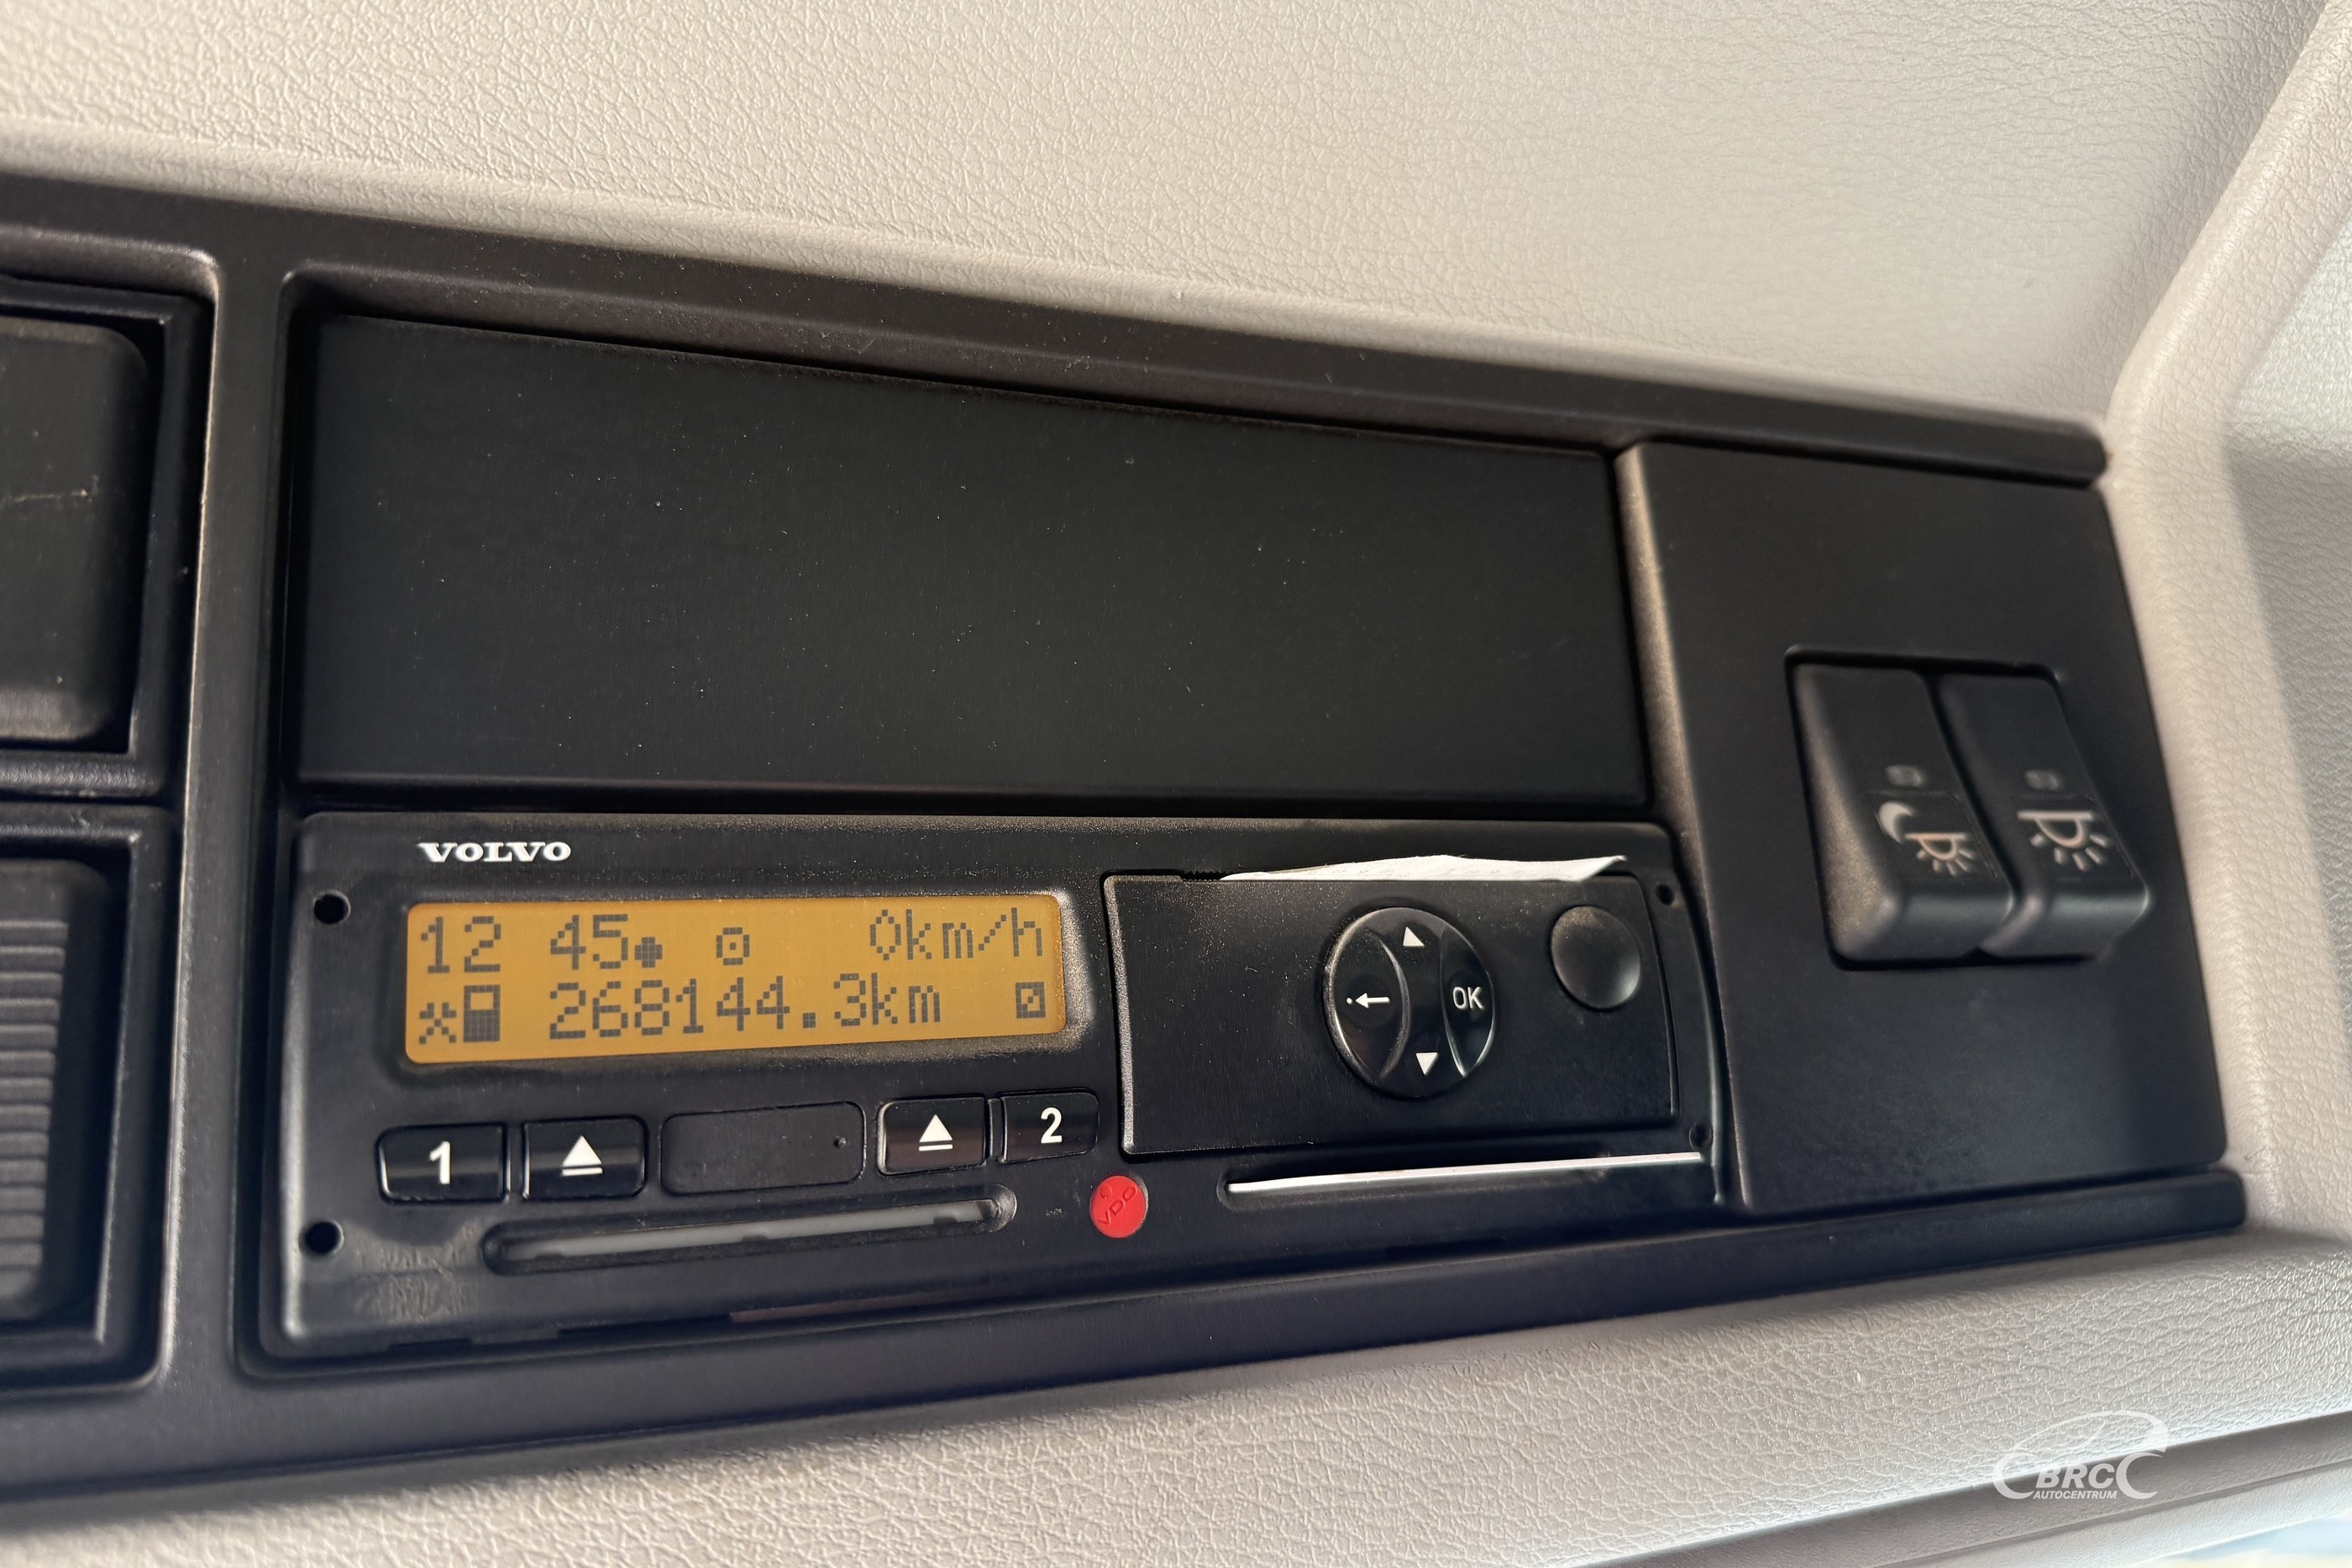 VOLVO
12 45 0km/h
268144.3km
1 2
OK
VDO
BRC
AUTOCENTRUM